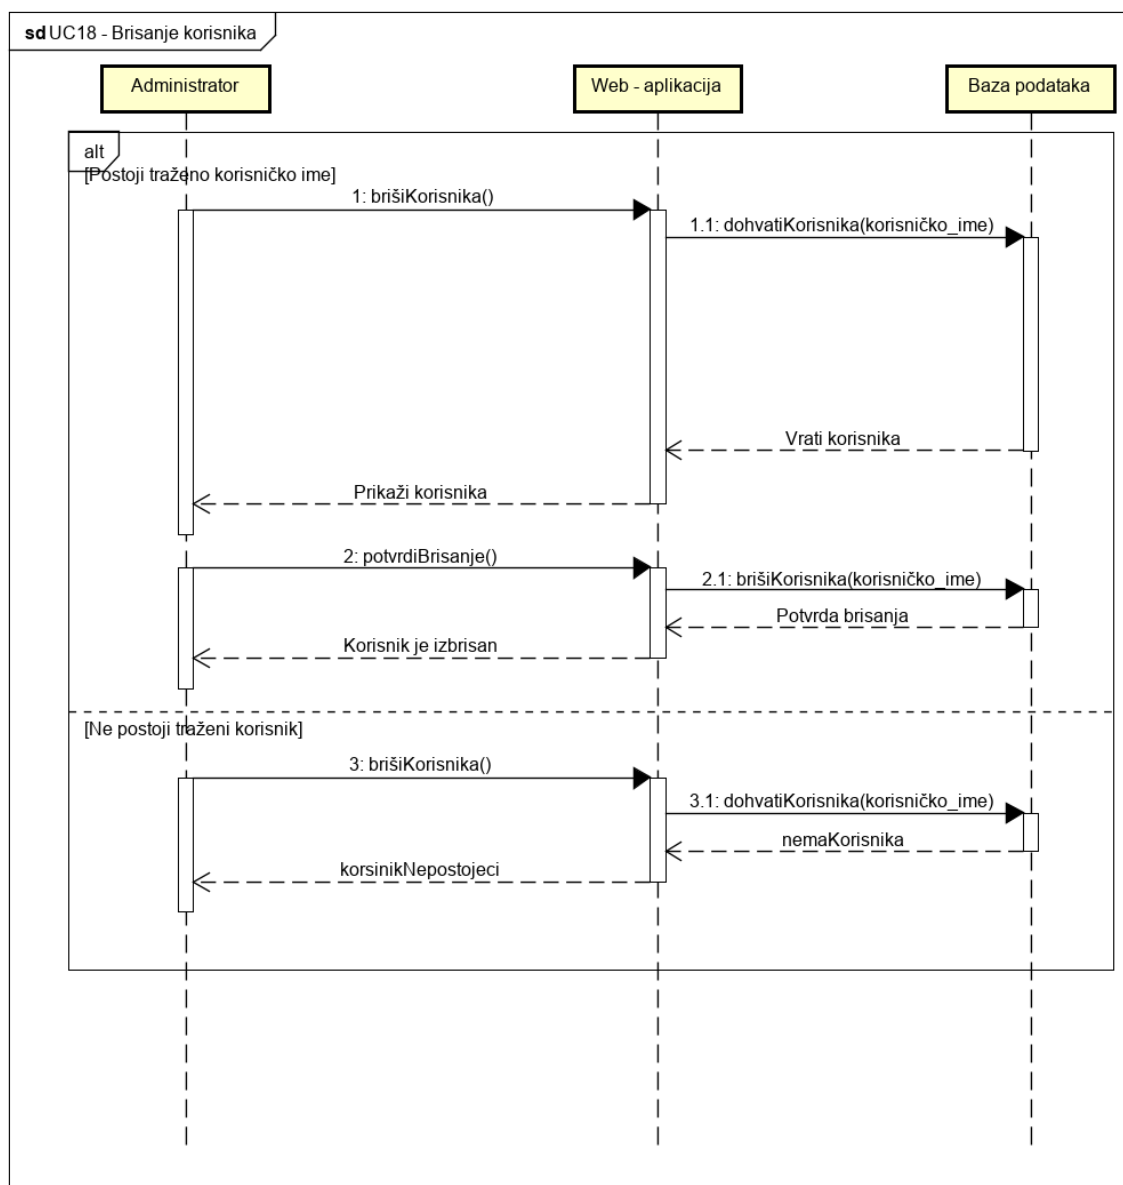 sd UC18 - Brisanje korisnika
Administrator
Web - aplikacija
Baza podataka
alt
[Postoji traženo korisničko ime]
1: brišiKorisnika()
1.1: dohvatiKorisnika(korisničko_ime)
Vrati korisnika
Prikaži korisnika
2: potvrdiBrisanje()
2.1: brišiKorisnika(korisničko_ime)
Potvrda brisanja
Korisnik je izbrisan
[Ne postoji traženi korisnik]
3: brišiKorisnika()
3.1: dohvatiKorisnika(korisničko_ime)
nemaKorisnika
korsinikNepostojeci